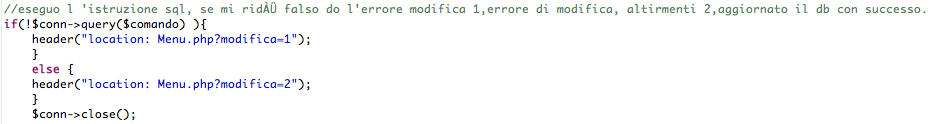 //eseguo l 'istruzione sql, se mi ridÀÜ falso do l'errore modifica 1,errore di modifica, altirmenti 2,aggiornato il db con successo.
if(!$conn->query($comando) ){
header("location: Menu.php?modifica=1");
}
else {
header("location: Menu.php?modifica=2");
}
$conn->close();